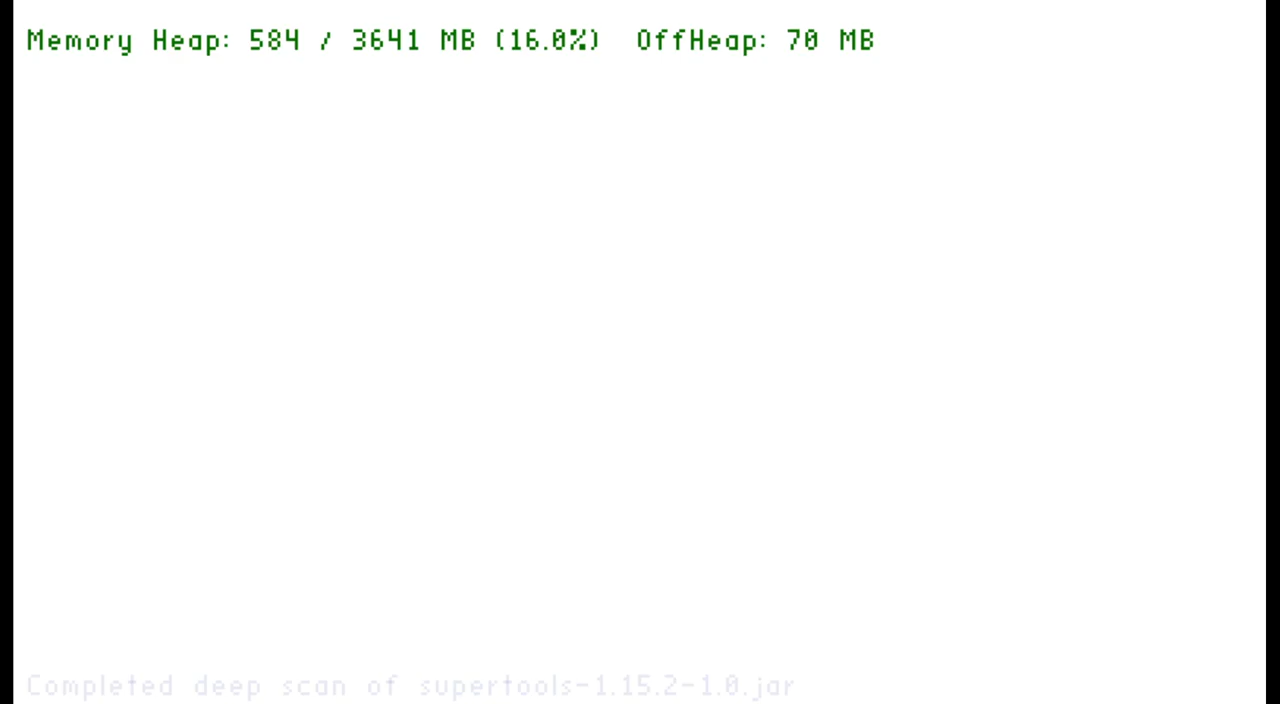 Memory Heap: 584 / 3641 MB (16.0%)  OffHeap: 70 MB
Completed deep scan of supertools-1.15.2-1.0.jar